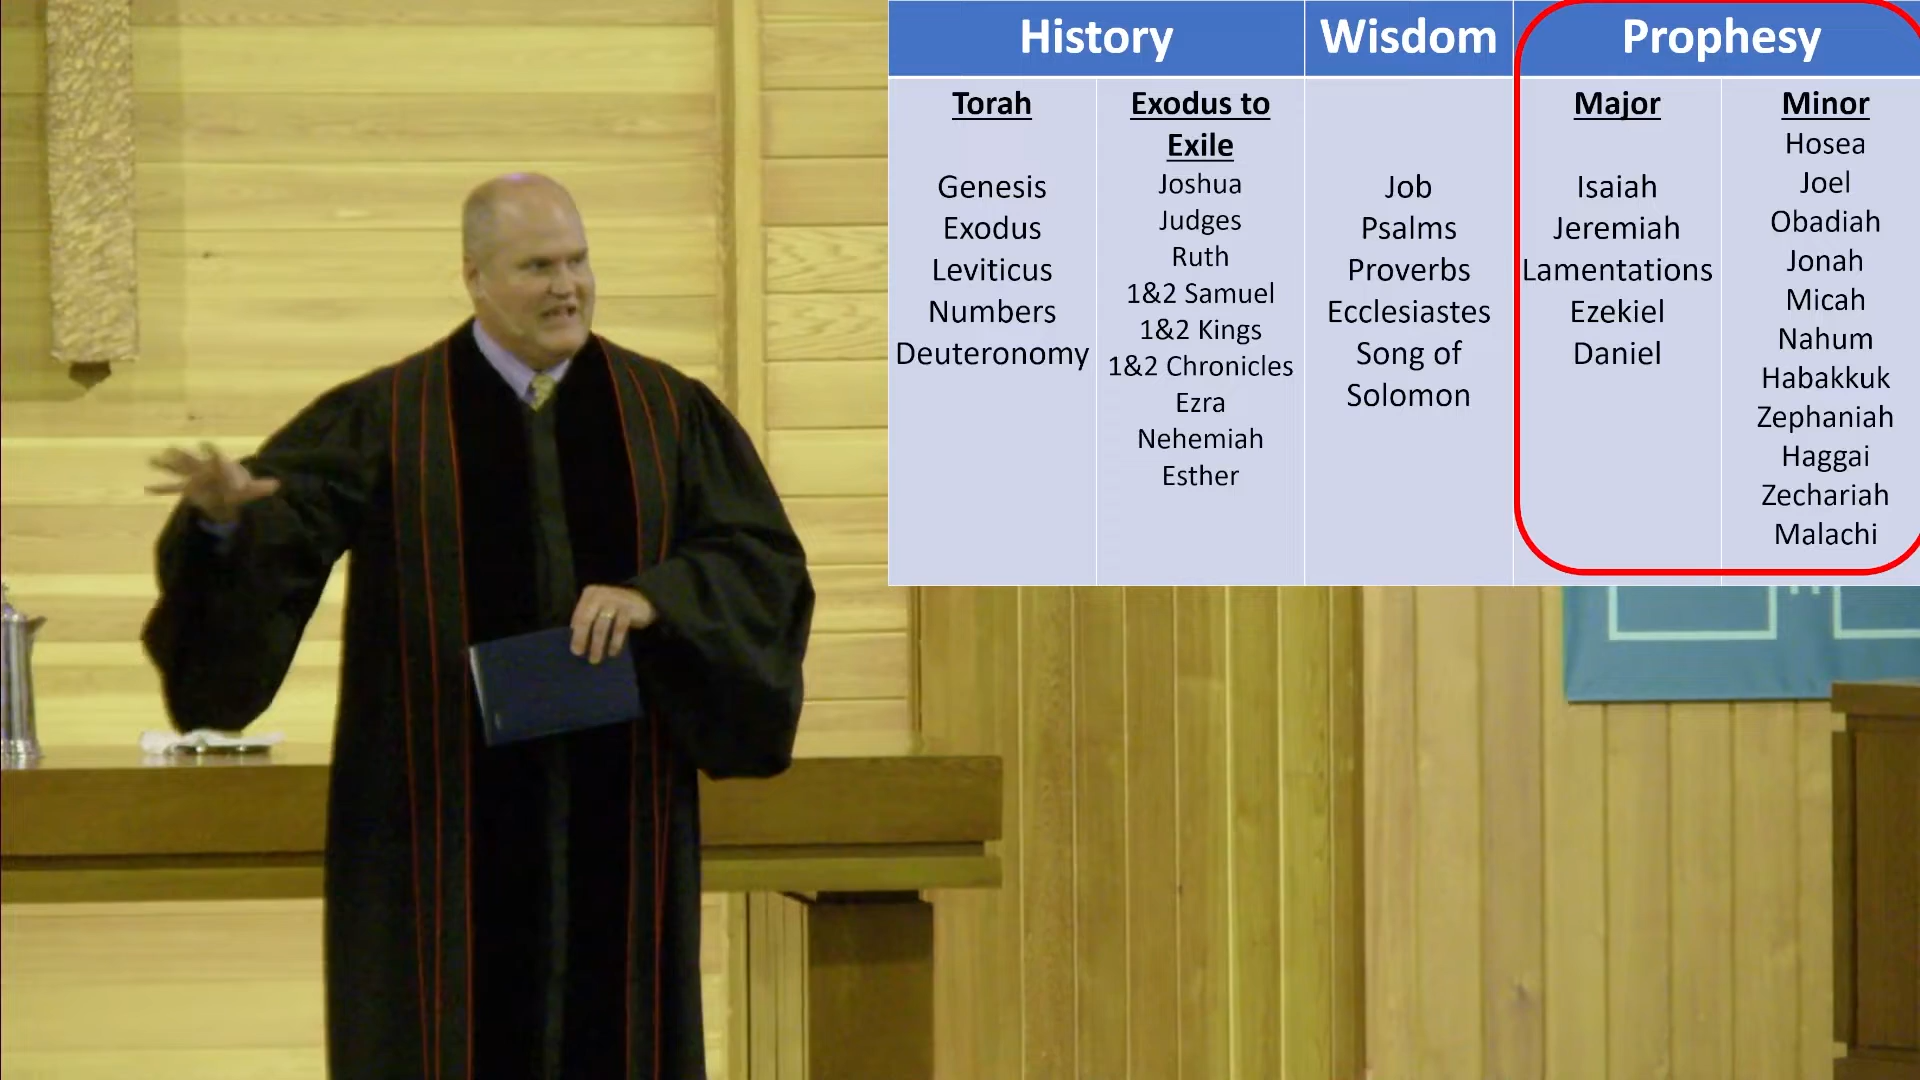 History
Wisdom
Prophesy
Torah
Genesis
Exodus
Leviticus
Numbers
Deuteronomy
Exodus to
Exile
Joshua
Judges
Ruth
1&2 Samuel
1&2 Kings
1&2 Chronicles
Ezra
Nehemiah
Esther
Job
Psalms
Proverbs
Ecclesiastes
Song of
Solomon
Major
Isaiah
Jeremiah
Lamentations
Ezekiel
Daniel
Minor
Hosea
Joel
Obadiah
Jonah
Micah
Nahum
Habakkuk
Zephaniah
Haggai
Zechariah
Malachi